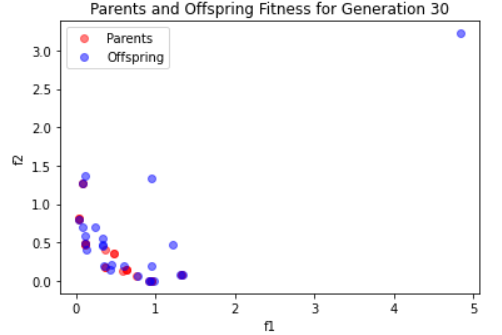 Parents and Offspring Fitness for Generation 30
Parents
Offspring
f2
3.0
2.5
2.0
1.5
1.0
0.5
0.0
0
1
2
3
4
5
f1